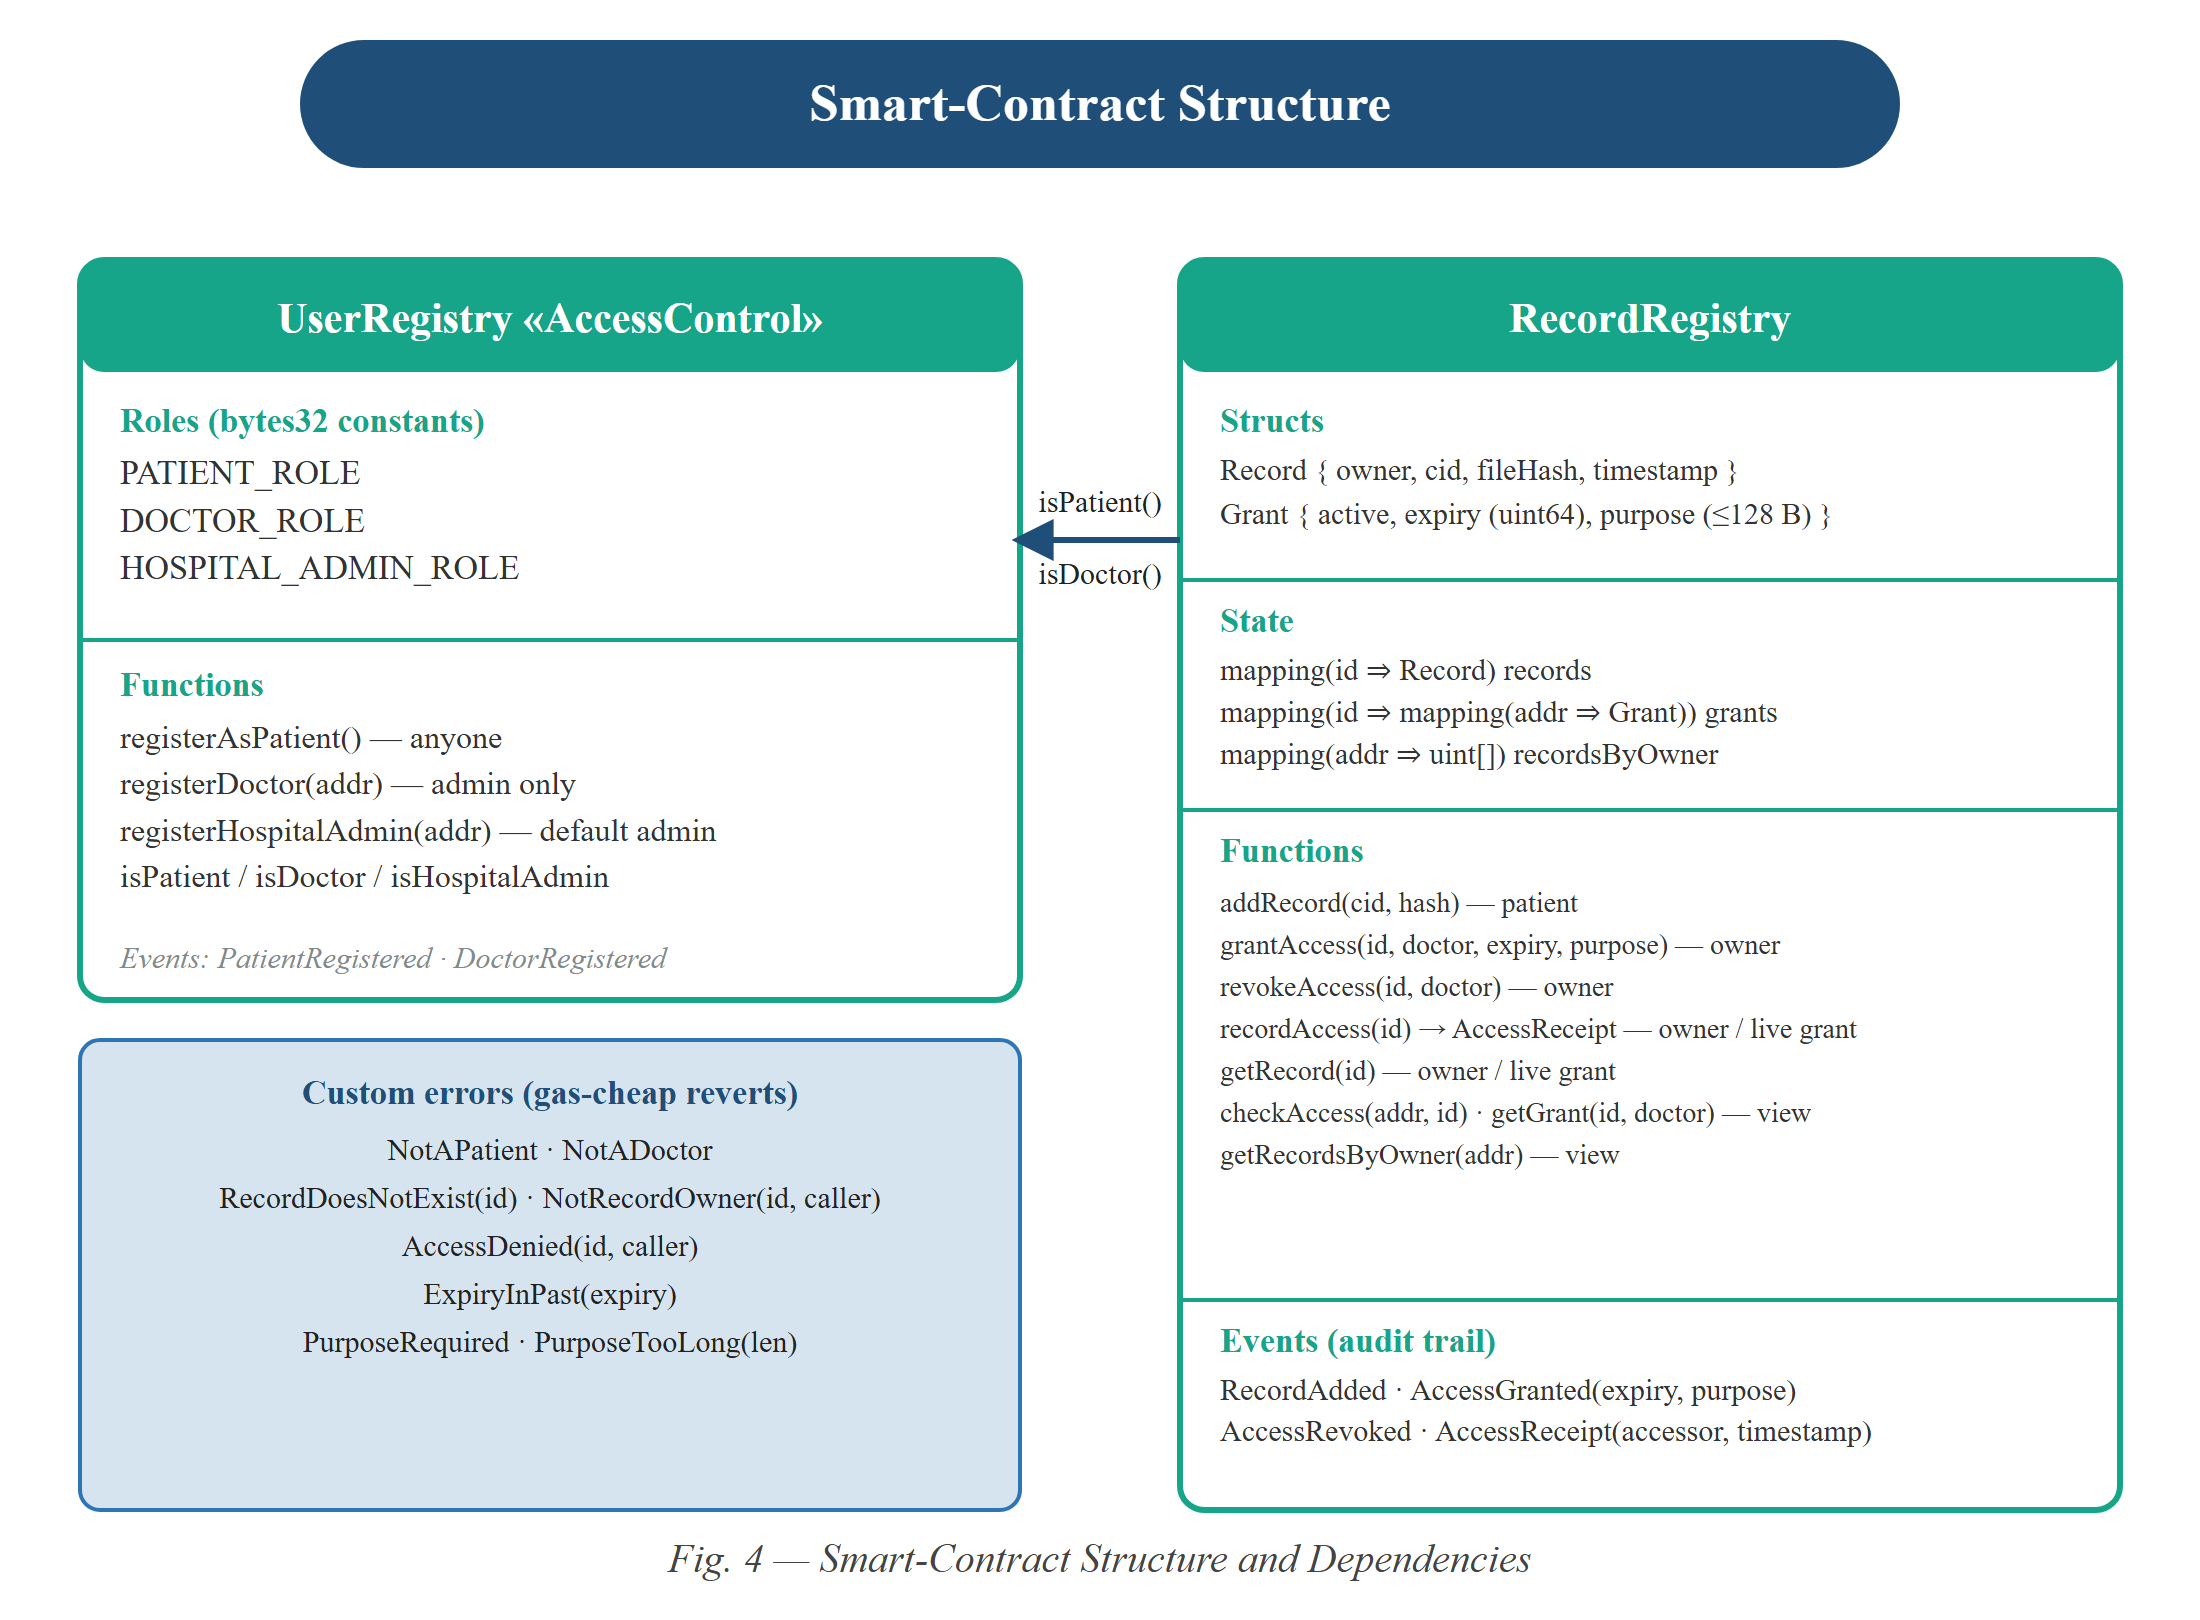 Smart-Contract Structure
UserRegistry «AccessControl»
Roles (bytes32 constants)
PATIENT_ROLE
DOCTOR_ROLE
HOSPITAL_ADMIN_ROLE
Functions
registerAsPatient() — anyone
registerDoctor(addr) — admin only
registerHospitalAdmin(addr) — default admin
isPatient / isDoctor / isHospitalAdmin
Events: PatientRegistered · DoctorRegistered
isPatient()
isDoctor()
RecordRegistry
Structs
Record { owner, cid, fileHash, timestamp }
Grant { active, expiry (uint64), purpose (≤128 B) }
State
mapping(id ⇒ Record) records
mapping(id ⇒ mapping(addr ⇒ Grant)) grants
mapping(addr ⇒ uint[]) recordsByOwner
Functions
addRecord(cid, hash) — patient
grantAccess(id, doctor, expiry, purpose) — owner
revokeAccess(id, doctor) — owner
recordAccess(id) → AccessReceipt — owner / live grant
getRecord(id) — owner / live grant
checkAccess(addr, id) · getGrant(id, doctor) — view
getRecordsByOwner(addr) — view
Events (audit trail)
RecordAdded · AccessGranted(expiry, purpose)
AccessRevoked · AccessReceipt(accessor, timestamp)
Custom errors (gas-cheap reverts)
NotAPatient · NotADoctor
RecordDoesNotExist(id) · NotRecordOwner(id, caller)
AccessDenied(id, caller)
ExpiryInPast(expiry)
PurposeRequired · PurposeTooLong(len)
Fig. 4 — Smart-Contract Structure and Dependencies